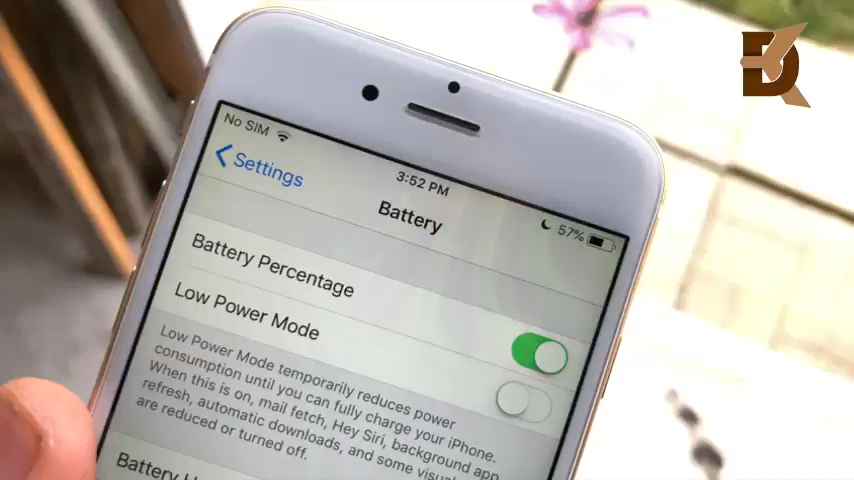 No SIM
3:52 PM
57%
Settings
Battery
Battery Percentage
Low Power Mode
Low Power Mode temporarily reduces power
consumption until you can fully charge your iPhone.
When this is on, mail fetch, Hey Siri, background app
refresh, automatic downloads, and some visual
are reduced or turned off.
Battery